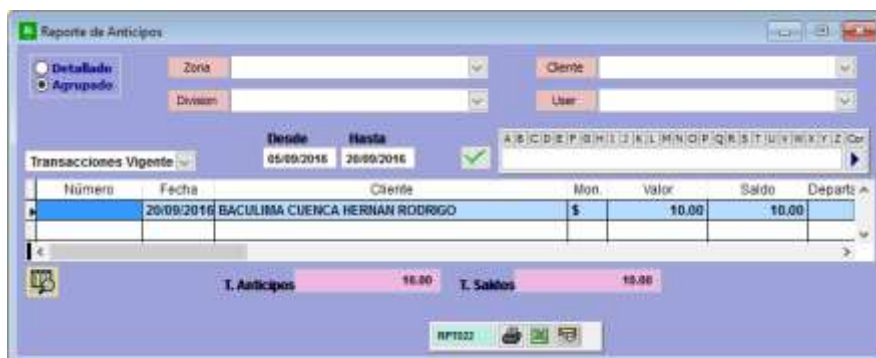 Reporte de Anticipos
Detallado
Agrupado
Zona
Cliente
Division
User
Desde
Hasta
A B C D E F G H I J K L M N O P Q R S T U V W X Y Z Cor
Transacciones Vigente
05/09/2016
20/09/2016
Número Fecha Cliente Mon. Valor Saldo Departa
20/09/2016 BACULIMA CUENCA HERNAN RODRIGO $ 10,00 10,00
T. Anticipos 10.00 T. Saldos 10.00
RPT022